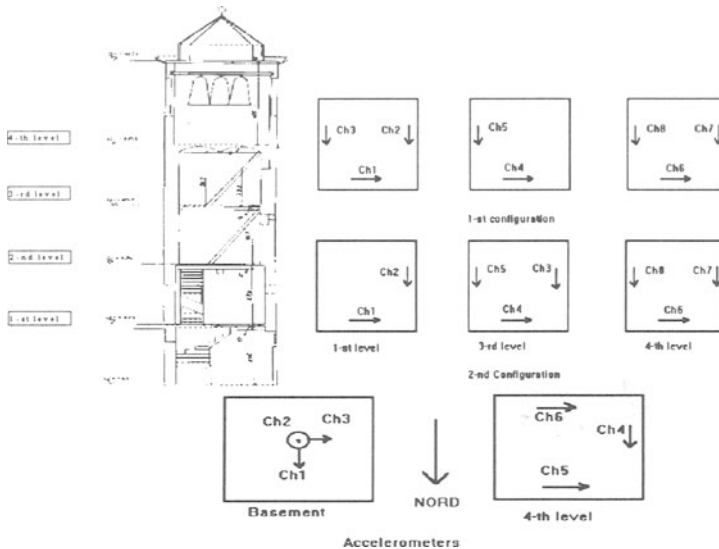 4-th level
3-rd level
2-nd level
1-st level
Ch3
Ch2
Ch1
Ch5
Ch4
Ch8
Ch7
Ch6
1-st configuration
Ch2
Ch1
Ch5
Ch3
Ch4
Ch8
Ch7
Ch6
1-st level
3-rd level
4-th level
2-nd Configuration
Ch2
Ch3
Ch1
Basement
NORD
Ch6
Ch4
Ch5
4-th level
Accelerometers